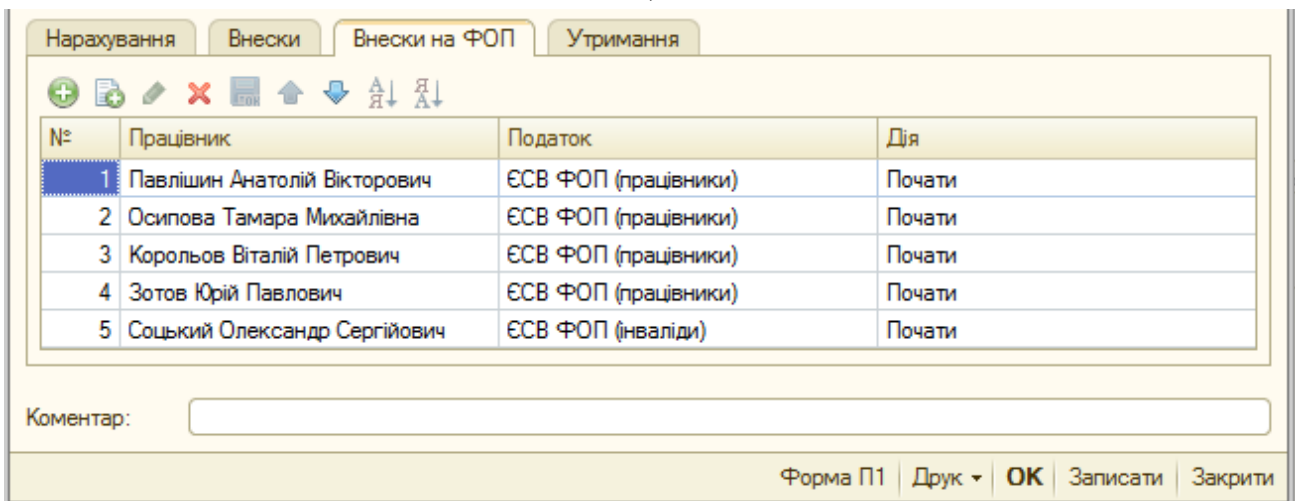 Нарахування Внески Внески на ФОП Утримання
№ Працівник Податок Дія
1 Павлішин Анатолій Вікторович ЄСВ ФОП (працівники) Почати
2 Осипова Тамара Михайлівна ЄСВ ФОП (працівники) Почати
3 Корольов Віталій Петрович ЄСВ ФОП (працівники) Почати
4 Зотов Юрій Павлович ЄСВ ФОП (працівники) Почати
5 Соцький Олександр Сергійович ЄСВ ФОП (інваліди) Почати
Коментар:
Форма П1 Друк OK Записати Закрити